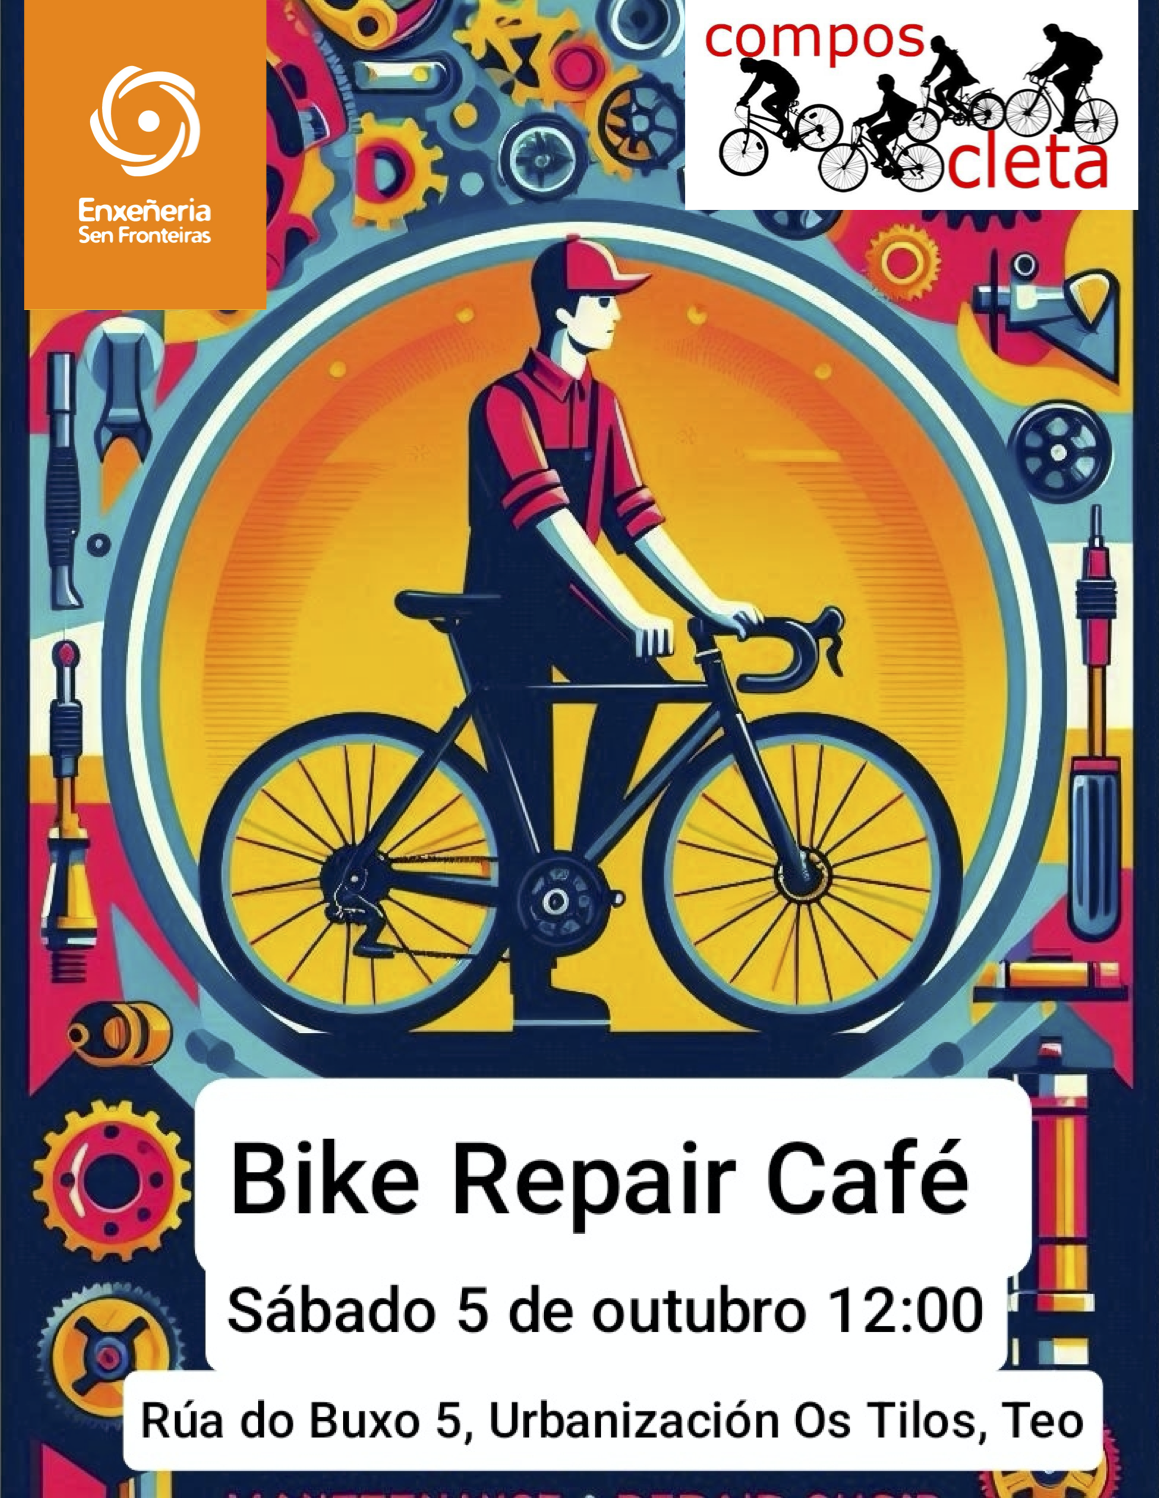 Enxeñeria
Sen Fronteiras
compos
cleta
Bike Repair Café
Sábado 5 de outubro 12:00
Rúa do Buxo 5, Urbanización Os Tilos, Teo